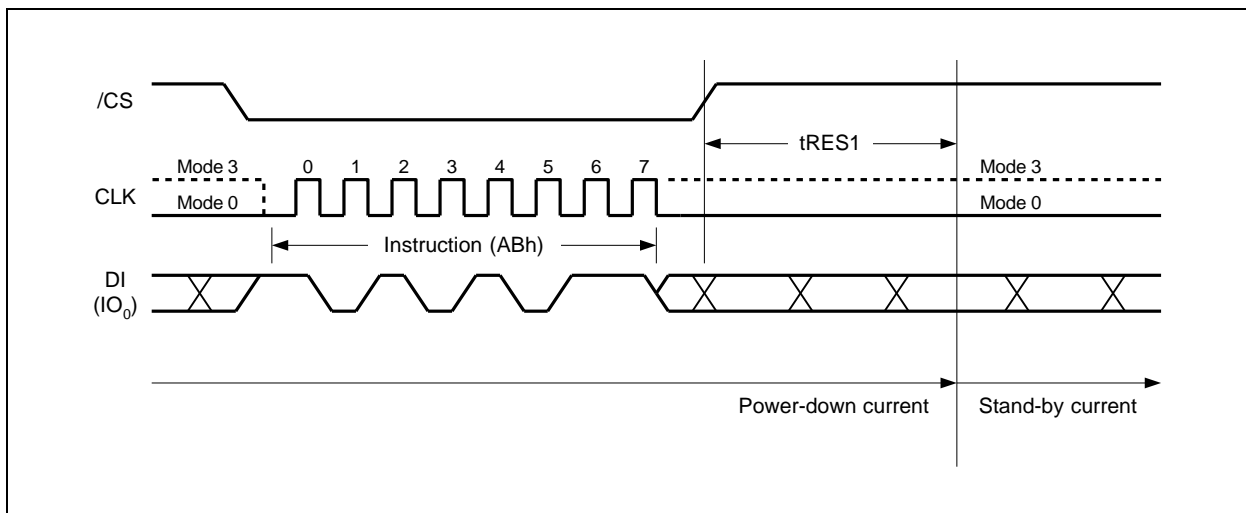 /CS
tRES1
Mode 3 0 1 2 3 4 5 6 7 Mode 3
CLK
Mode 0 Mode 0
Instruction (ABh)
DI
(IO0)
Power-down current Stand-by current